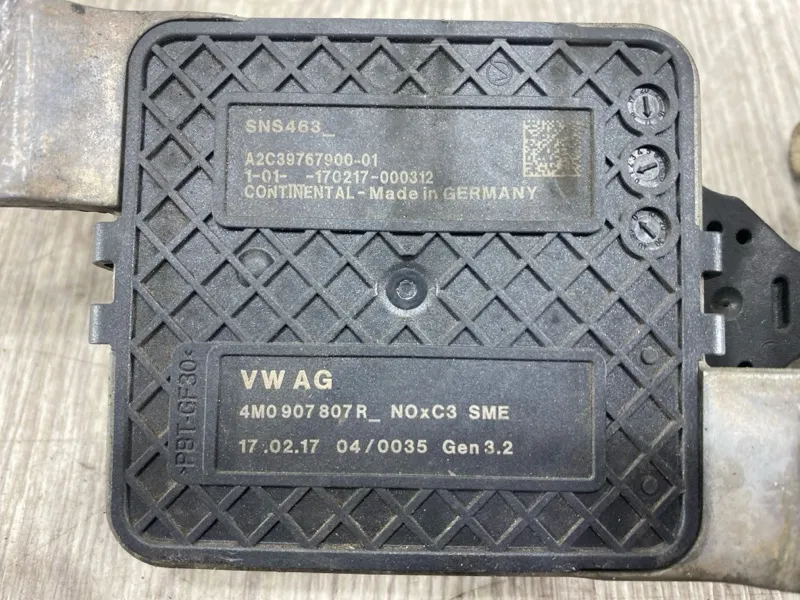 SNS463_
A2C39767900-01
1-01- -170217-000312
CONTINENTAL - Made in GERMANY
>PBT-GF30<
VW AG
4M0 907 807 R_ NOxC3 SME
17.02.17 04/0035 Gen 3.2